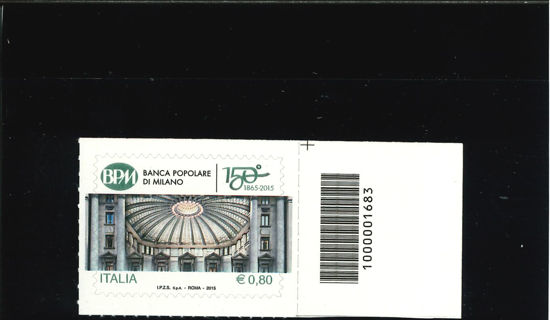 BPM
BANCA POPOLARE
DI MILANO
150°
1865-2015
ITALIA
€ 0,80
I.P.Z.S. s.p.a. - ROMA - 2015
1000001683